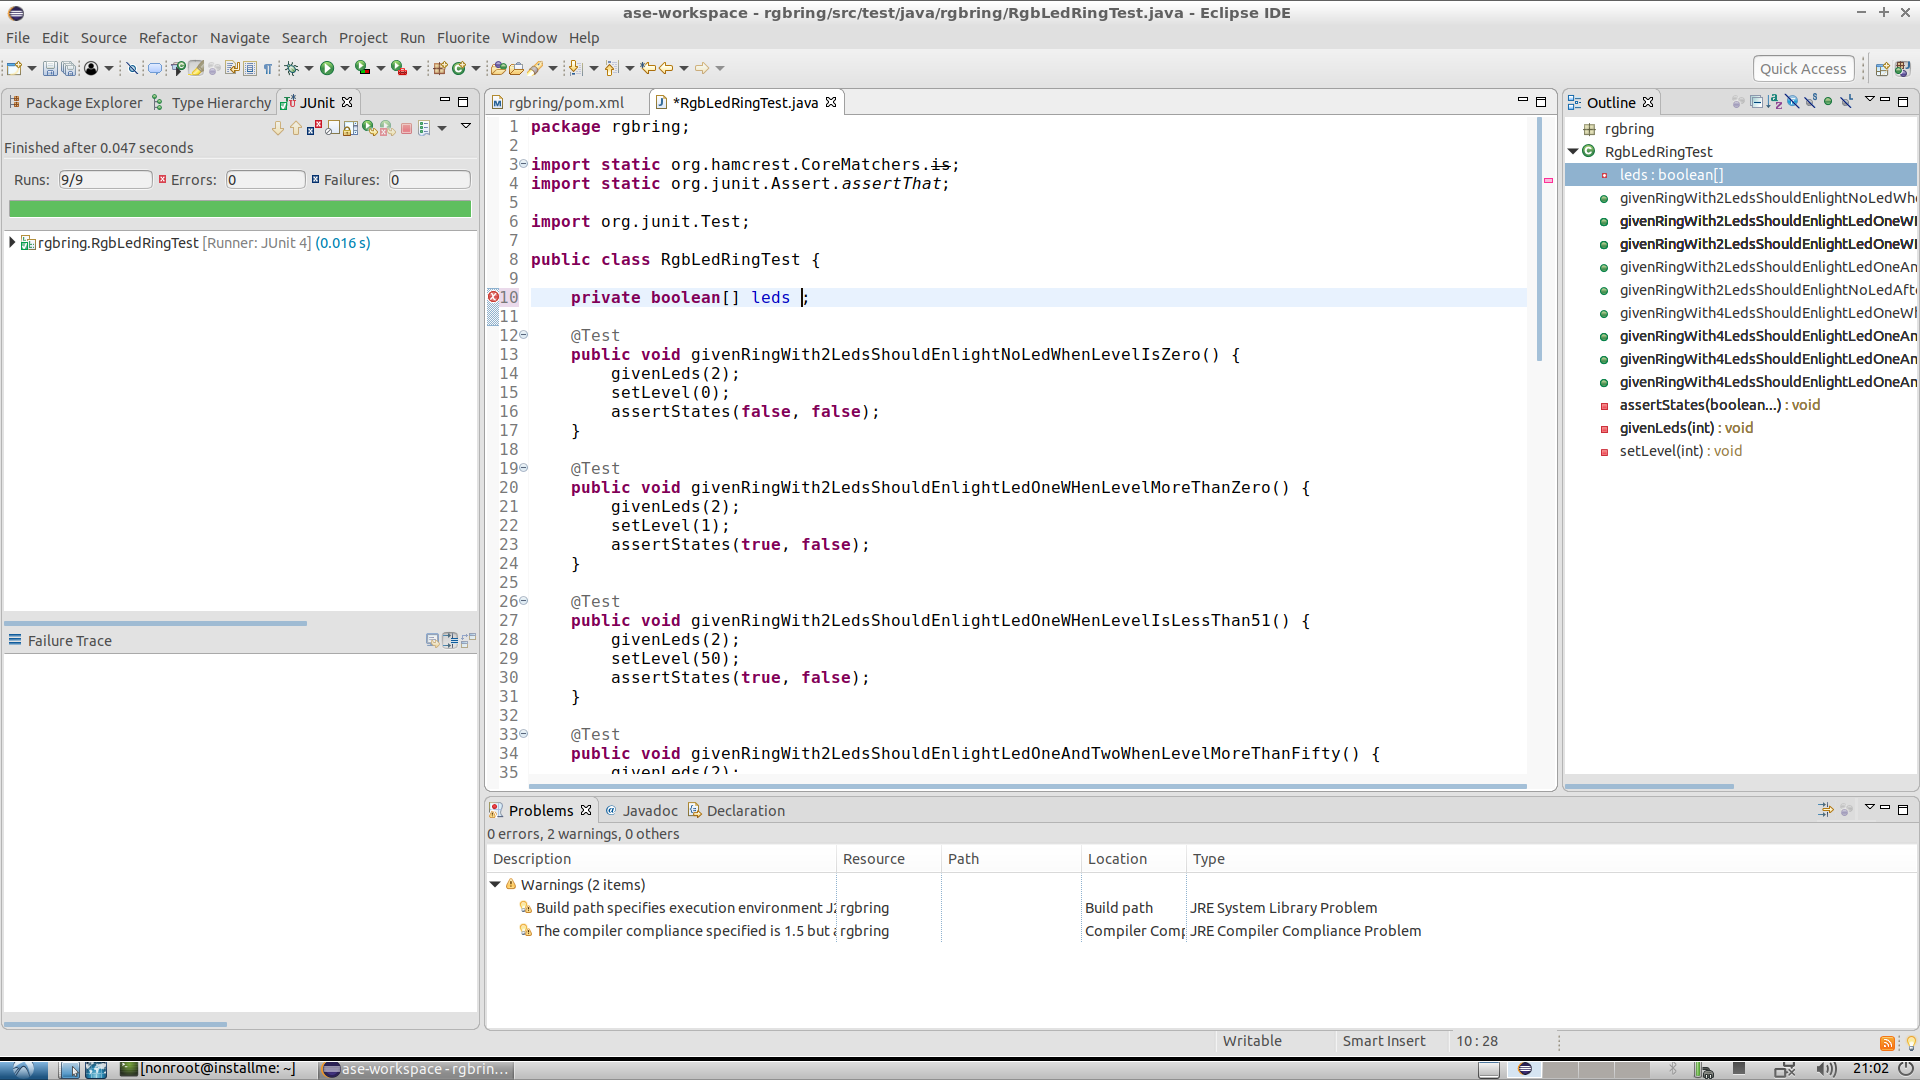 ase-workspace - rgbring/src/test/java/rgbring/RgbLedRingTest.java - Eclipse IDE
File Edit Source Refactor Navigate Search Project Run Fluorite Window Help
Quick Access
Package Explorer Type Hierarchy JUnit
Finished after 0.047 seconds
Runs: 9/9 Errors: 0 Failures: 0
rgbring.RgbLedRingTest [Runner: JUnit 4] (0.016 s)
Failure Trace
rgbring/pom.xml *RgbLedRingTest.java
1 package rgbring;
2
3 import static org.hamcrest.CoreMatchers.is;
4 import static org.junit.Assert.assertThat;
5
6 import org.junit.Test;
7
8 public class RgbLedRingTest {
9
10 private boolean[] leds ;
11
12 @Test
13 public void givenRingWith2LedsShouldEnlightNoLedWhenLevelIsZero() {
14 givenLeds(2);
15 setLevel(0);
16 assertStates(false, false);
17 }
18
19 @Test
20 public void givenRingWith2LedsShouldEnlightLedOneWHenLevelMoreThanZero() {
21 givenLeds(2);
22 setLevel(1);
23 assertStates(true, false);
24 }
25
26 @Test
27 public void givenRingWith2LedsShouldEnlightLedOneWHenLevelIsLessThan51() {
28 givenLeds(2);
29 setLevel(50);
30 assertStates(true, false);
31 }
32
33 @Test
34 public void givenRingWith2LedsShouldEnlightLedOneAndTwoWhenLevelMoreThanFifty() {
35 givenLeds(2);
Outline
rgbring
RgbLedRingTest
leds : boolean[]
givenRingWith2LedsShouldEnlightNoLedWhe
givenRingWith2LedsShouldEnlightLedOneWH
givenRingWith2LedsShouldEnlightLedOneWH
givenRingWith2LedsShouldEnlightLedOneAn
givenRingWith2LedsShouldEnlightNoLedAfte
givenRingWith4LedsShouldEnlightLedOneWh
givenRingWith4LedsShouldEnlightLedOneAn
givenRingWith4LedsShouldEnlightLedOneAn
givenRingWith4LedsShouldEnlightLedOneAn
assertStates(boolean...) : void
givenLeds(int) : void
setLevel(int) : void
Problems Javadoc Declaration
0 errors, 2 warnings, 0 others
Description Resource Path Location Type
Warnings (2 items)
Build path specifies execution environment J2 rgbring Build path JRE System Library Problem
The compiler compliance specified is 1.5 but a rgbring Compiler Comp JRE Compiler Compliance Problem
Writable Smart Insert 10 : 28
[nonroot@installme: ~] ase-workspace - rgbrin... 21:02